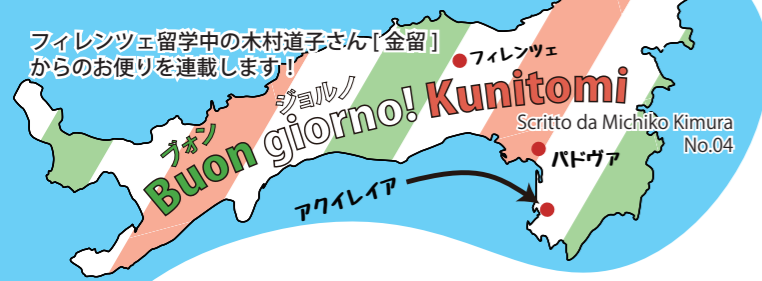 フィレンツェ留学中の木村道子さん [ 金留 ]
からのお便りを連載します！
フィレンツェ
ブォン ジョルノ
Buon giorno! Kunitomi
Scritto da Michiko Kimura
No.04
パドヴァ
アクイレイア